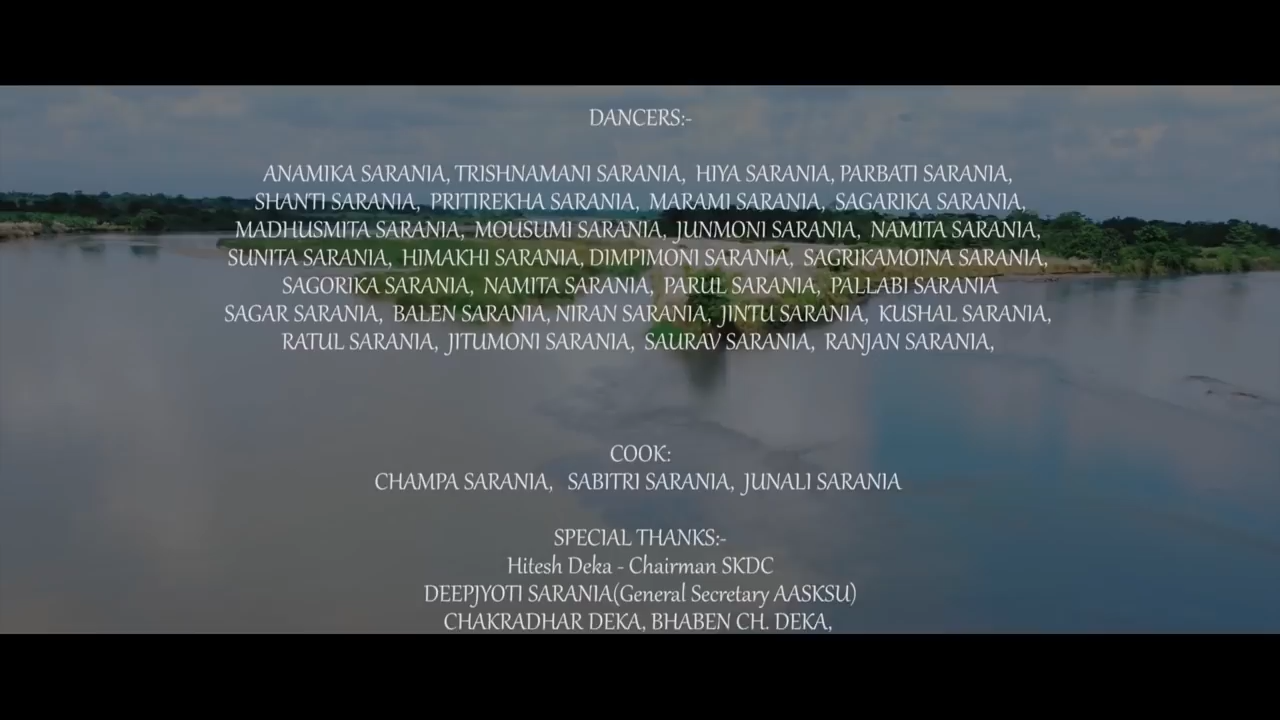 DANCERS:-
ANAMIKA SARANIA, TRISHNAMANI SARANIA, HIYA SARANIA, PARBATI SARANIA,
SHANTI SARANIA, PRITIREKHA SARANIA, MARAMI SARANIA, SAGARIKA SARANIA,
MADHUSMITA SARANIA, MOUSUMI SARANIA, JUNMONI SARANIA, NAMITA SARANIA,
SUNITA SARANIA, HIMAKHI SARANIA, DIMPIMONI SARANIA, SAGRIKAMOINA SARANIA,
SAGORIKA SARANIA, NAMITA SARANIA, PARUL SARANIA, PALLABI SARANIA
SAGAR SARANIA, BALEN SARANIA, NIRAN SARANIA, JINTU SARANIA, KUSHAL SARANIA,
RATUL SARANIA, JITUMONI SARANIA, SAURAV SARANIA, RANJAN SARANIA,
COOK:
CHAMPA SARANIA, SABITRI SARANIA, JUNALI SARANIA
SPECIAL THANKS:-
Hitesh Deka - Chairman SKDC
DEEPJYOTI SARANIA(General Secretary AASKSU)
CHAKRADHAR DEKA, BHABEN CH. DEKA,